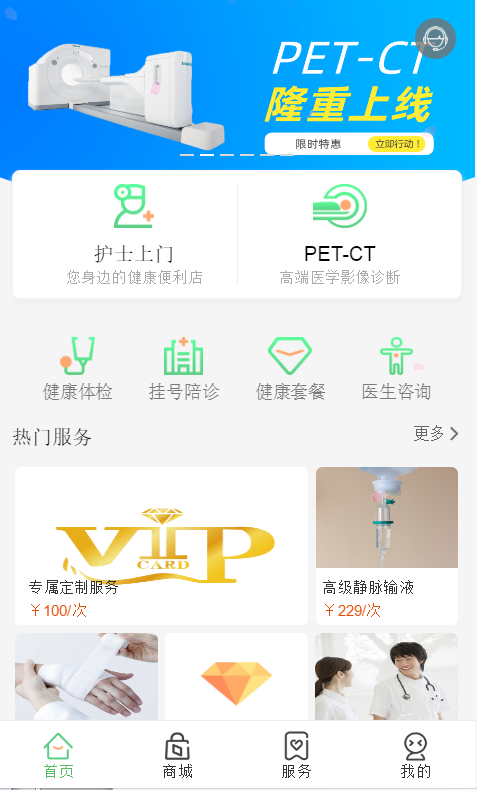 PET-CT
隆重上线
限时特惠 立即行动！
护士上门
您身边的健康便利店
PET-CT
高端医学影像诊断
健康体检 挂号陪诊 健康套餐 医生咨询
热门服务 更多
VIP
CARD
专属定制服务
￥100/次
高级静脉输液
￥229/次
首页 商城 服务 我的